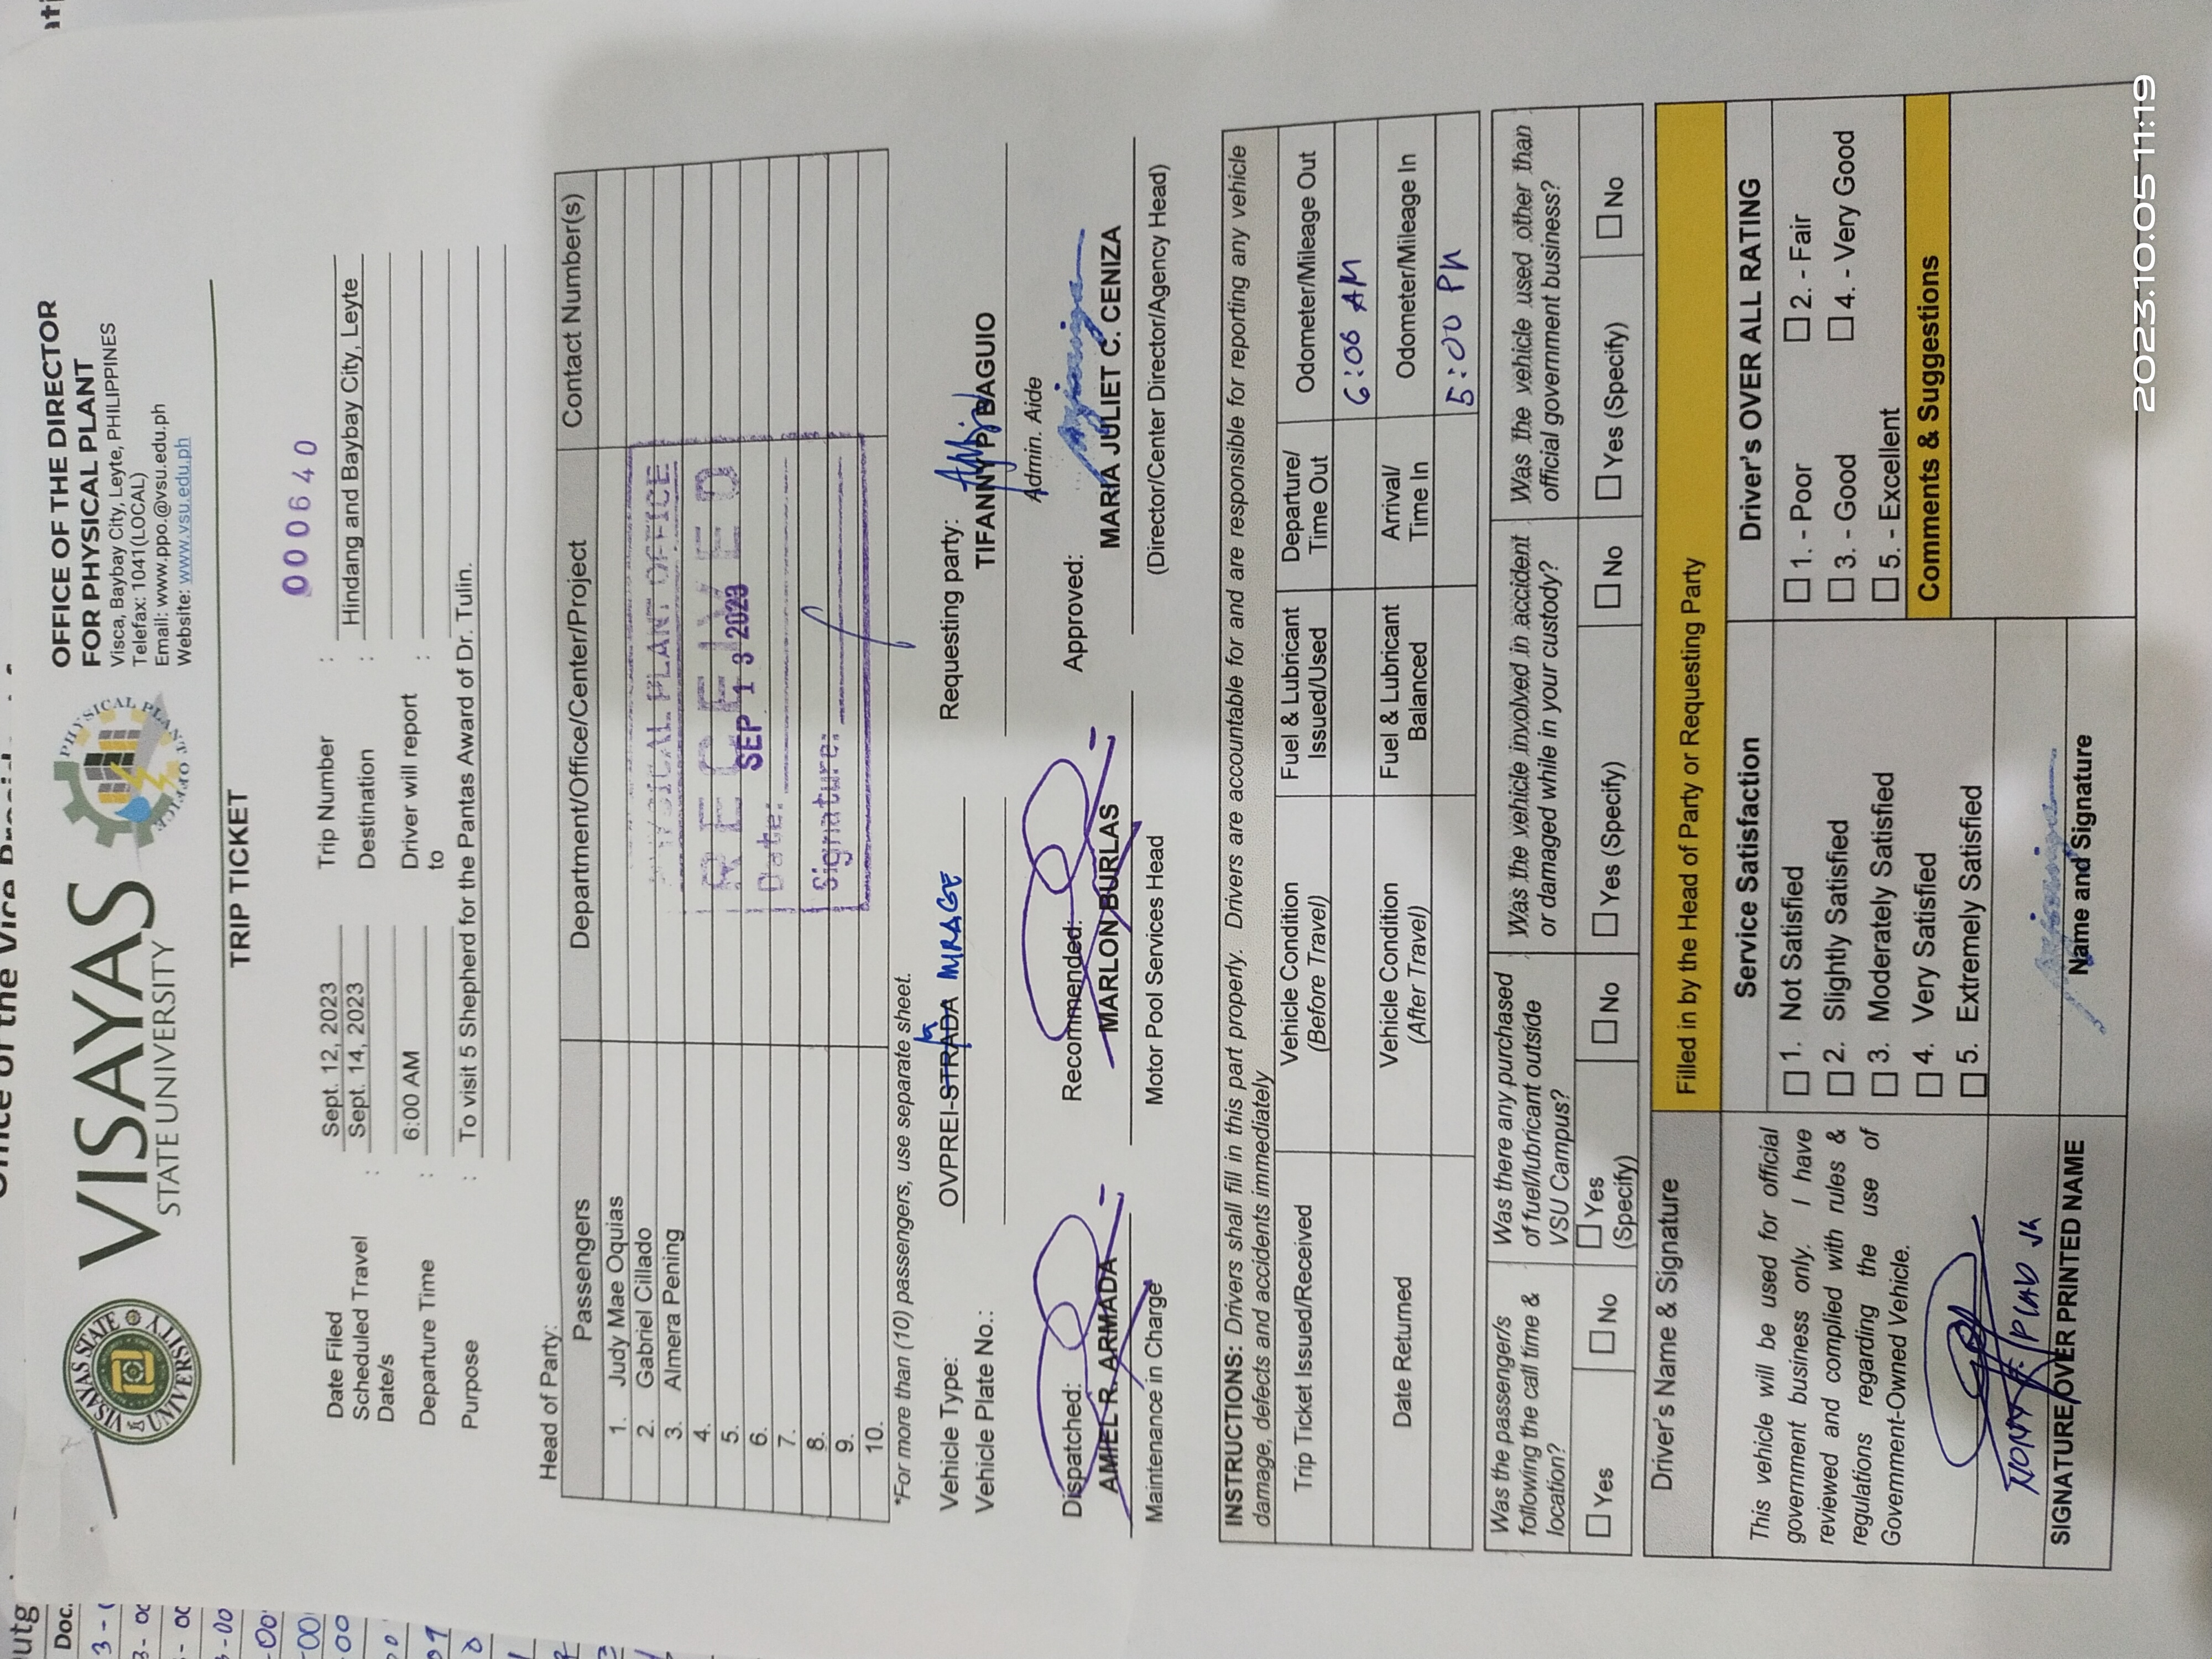 VISAYAS
STATE UNIVERSITY
OFFICE OF THE DIRECTOR
FOR PHYSICAL PLANT
Visca, Baybay City, Leyte, PHILIPPINES
Telefax: 1041(LOCAL)
Email: www.ppo.@vsu.edu.ph
Website: www.vsu.edu.ph
TRIP TICKET
000640
Date Filed Sept. 12, 2023 Trip Number :
Scheduled Travel Date/s : Sept. 14, 2023 Destination : Hindang and Baybay City, Leyte
Departure Time : 6:00 AM Driver will report to :
Purpose : To visit 5 Shepherd for the Pantas Award of Dr. Tulin.
Head of Party:
Passengers Department/Office/Center/Project Contact Number(s)
1. Judy Mae Oquias
2. Gabriel Cillado
3. Almera Pening
4.
5.
6.
7.
8.
9.
10.
PHYSICAL PLANT OFFICE
RECEIVED
Date: SEP 13 2023
Signature:
*For more than (10) passengers, use separate sheet.
Vehicle Type: OVPREI-STRADA MIRAGE Requesting party:
Vehicle Plate No.: TIFANNY P. BAGUIO
Admin. Aide
Dispatched: Recommended: Approved:
AMIEL R. ARMADA MARLON BURLAS MARIA JULIET C. CENIZA
Maintenance in Charge Motor Pool Services Head (Director/Center Director/Agency Head)
INSTRUCTIONS: Drivers shall fill in this part properly. Drivers are accountable for and are responsible for reporting any vehicle
damage, defects and accidents immediately
Trip Ticket Issued/Received Vehicle Condition (Before Travel) Fuel & Lubricant Issued/Used Departure/ Time Out Odometer/Mileage Out
6:06 AM
Date Returned Vehicle Condition (After Travel) Fuel & Lubricant Balanced Arrival/ Time In Odometer/Mileage In
5:00 PM
Was the passenger/s following the call time & location?
Was there any purchased of fuel/lubricant outside VSU Campus?
Was the vehicle involved in accident or damaged while in your custody?
Was the vehicle used other than official government business?
Yes No Yes (Specify) No Yes (Specify) No Yes (Specify) No
Driver's Name & Signature Filled in by the Head of Party or Requesting Party
This vehicle will be used for official
government business only. I have
reviewed and complied with rules &
regulations regarding the use of
Government-Owned Vehicle.
SIGNATURE/OVER PRINTED NAME
Service Satisfaction
1. Not Satisfied
2. Slightly Satisfied
3. Moderately Satisfied
4. Very Satisfied
5. Extremely Satisfied
Name and Signature
Driver's OVER ALL RATING
1. - Poor 2. - Fair
3. - Good 4. - Very Good
5. - Excellent
Comments & Suggestions
2023.10.05 11:19